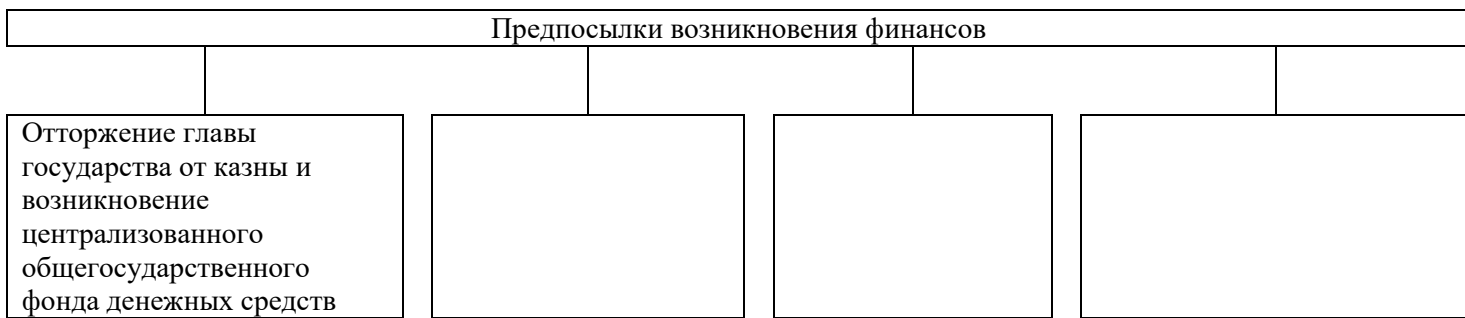 Предпосылки возникновения финансов
Отторжение главы
государства от казны и
возникновение
централизованного
общегосударственного
фонда денежных средств